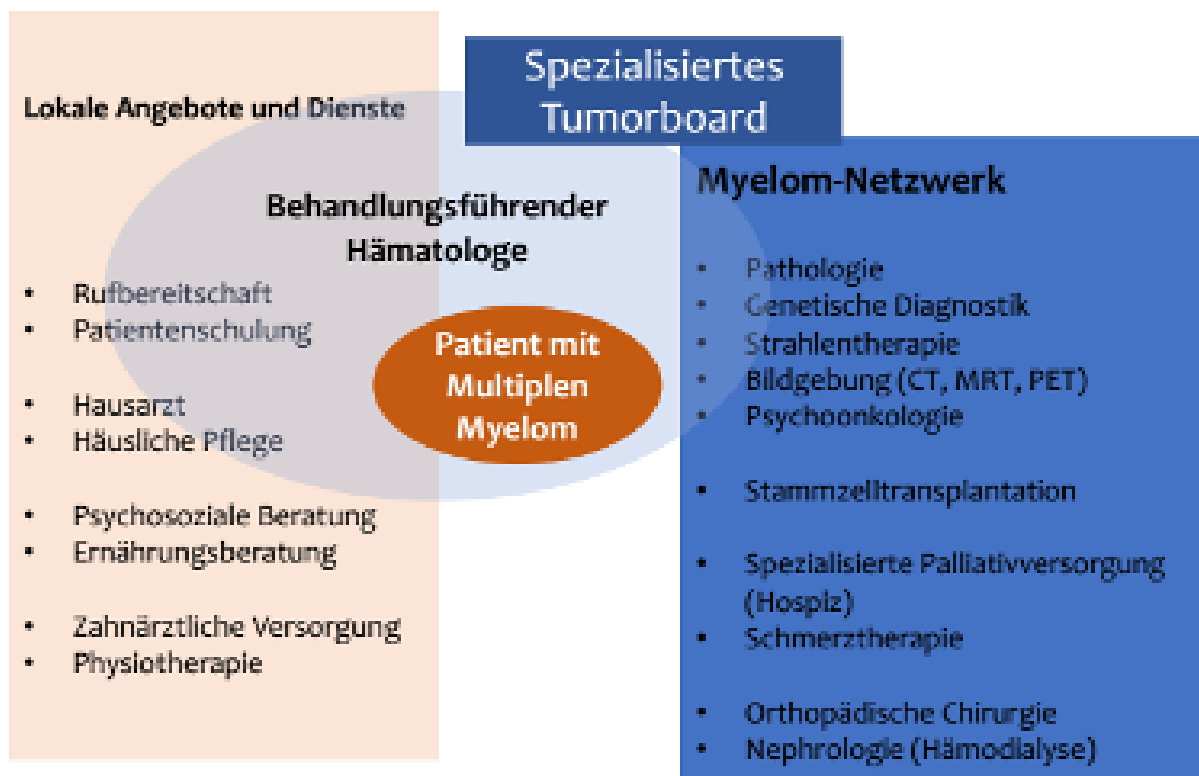 Spezialisiertes
Tumorboard
Lokale Angebote und Dienste
Behandlungsführender
Hämatologe
Patient mit
Multiplen
Myelom
• Rufbereitschaft
• Patientenschulung
• Hausarzt
• Häusliche Pflege
• Psychosoziale Beratung
• Ernährungsberatung
• Zahnärztliche Versorgung
• Physiotherapie
Myelom-Netzwerk
• Pathologie
• Genetische Diagnostik
• Strahlentherapie
• Bildgebung (CT, MRT, PET)
• Psychoonkologie
• Stammzelltransplantation
• Spezialisierte Palliativversorgung
(Hospiz)
• Schmerztherapie
• Orthopädische Chirurgie
• Nephrologie (Hämodialyse)